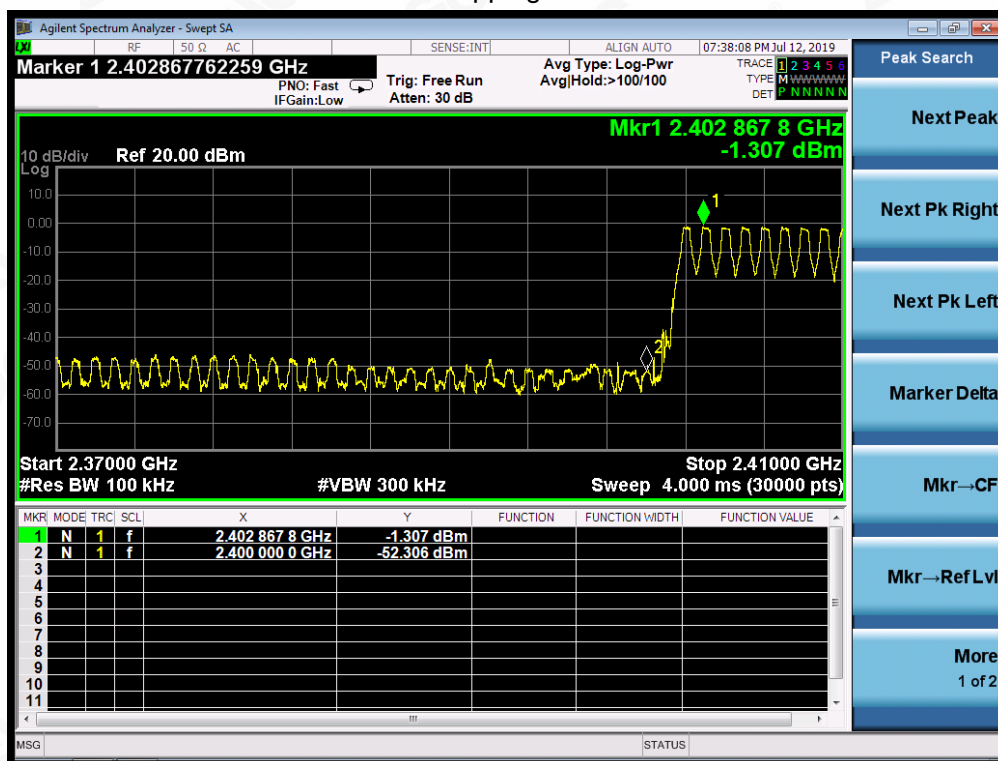 pping
Agilent Spectrum Analyzer - Swept SA
LXI RF 50 Ω AC SENSE:INT ALIGN AUTO 07:38:08 PM Jul 12, 2019
Marker 1 2.402867762259 GHz
PNO: Fast
IFGain:Low
Trig: Free Run
Atten: 30 dB
Avg Type: Log-Pwr
Avg|Hold:>100/100
TRACE 1 2 3 4 5 6
TYPE M WWWWW
DET P N N N N N
Mkr1 2.402 867 8 GHz
-1.307 dBm
10 dB/div Ref 20.00 dBm
Log
10.0
0.00
-10.0
-20.0
-30.0
-40.0
-50.0
-60.0
-70.0
1
2
Start 2.37000 GHz Stop 2.41000 GHz
#Res BW 100 kHz #VBW 300 kHz Sweep 4.000 ms (30000 pts)
MKR MODE TRC SCL X Y FUNCTION FUNCTION WIDTH FUNCTION VALUE
1 N 1 f 2.402 867 8 GHz -1.307 dBm
2 N 1 f 2.400 000 0 GHz -52.306 dBm
3
4
5
6
7
8
9
10
11
MSG STATUS
Peak Search
Next Peak
Next Pk Right
Next Pk Left
Marker Delta
Mkr→CF
Mkr→Ref Lvl
More
1 of 2